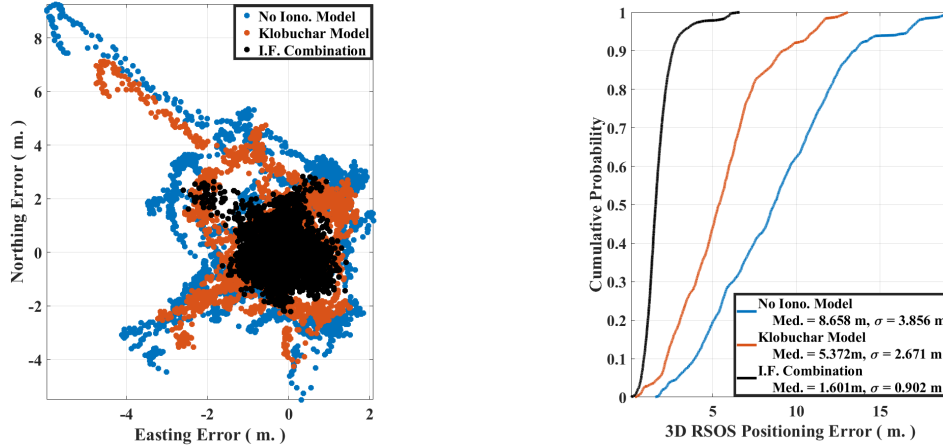 No Iono. Model
Klobuchar Model
I.F. Combination
8
6
4
2
0
-2
-4
-4
-2
0
2
Northing Error ( m. )
Easting Error ( m. )
1
0.9
0.8
0.7
0.6
0.5
0.4
0.3
0.2
0.1
0
5
10
15
Cumulative Probability
3D RSOS Positioning Error ( m. )
No Iono. Model
Med. = 8.658 m, σ = 3.856 m
Klobuchar Model
Med. = 5.372m, σ = 2.671 m
I.F. Combination
Med. = 1.601m, σ = 0.902 m